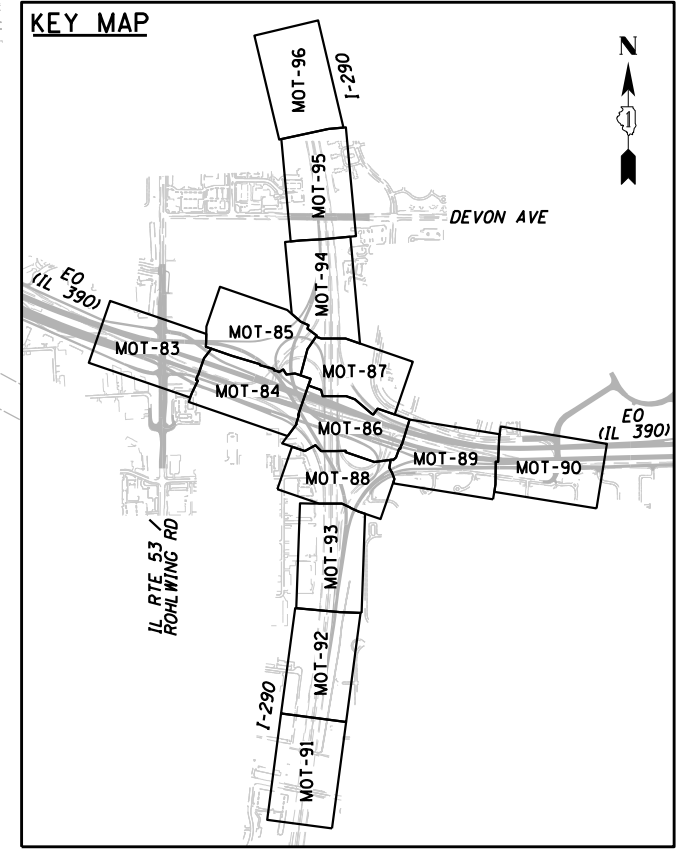 KEY MAP
N
1
MOT-96
I-290
MOT-95
DEVON AVE
MOT-94
EO
(IL 390)
MOT-85
MOT-83
MOT-87
MOT-84
MOT-86
EO
(IL 390)
MOT-89
MOT-90
MOT-88
IL RTE 53 /
ROHLWING RD
MOT-93
MOT-92
I-290
MOT-91